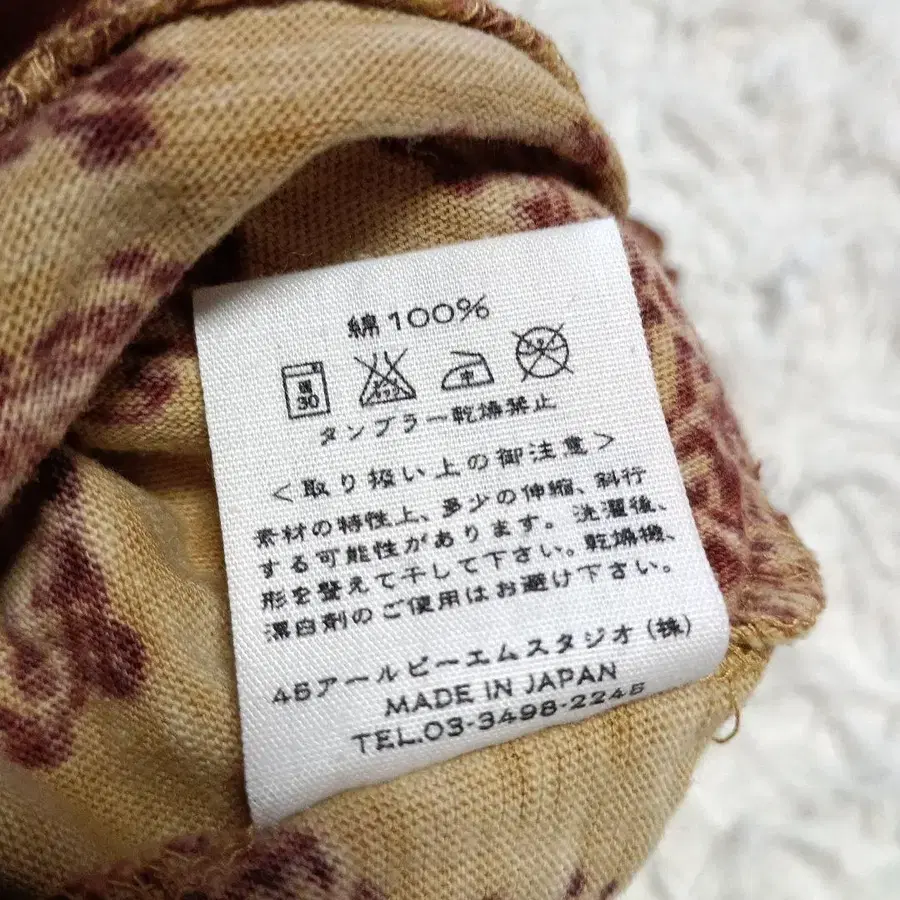 綿100%
30 中
タンブラー乾燥禁止
＜取り扱い上の御注意＞
素材の特性上、多少の伸縮、斜行
する可能性があります。洗濯後、
形を整えて干して下さい。乾燥機、
漂白剤のご使用はお避け下さい。
45アールピーエムスタジオ(株)
MADE IN JAPAN
TEL.03-3498-2245